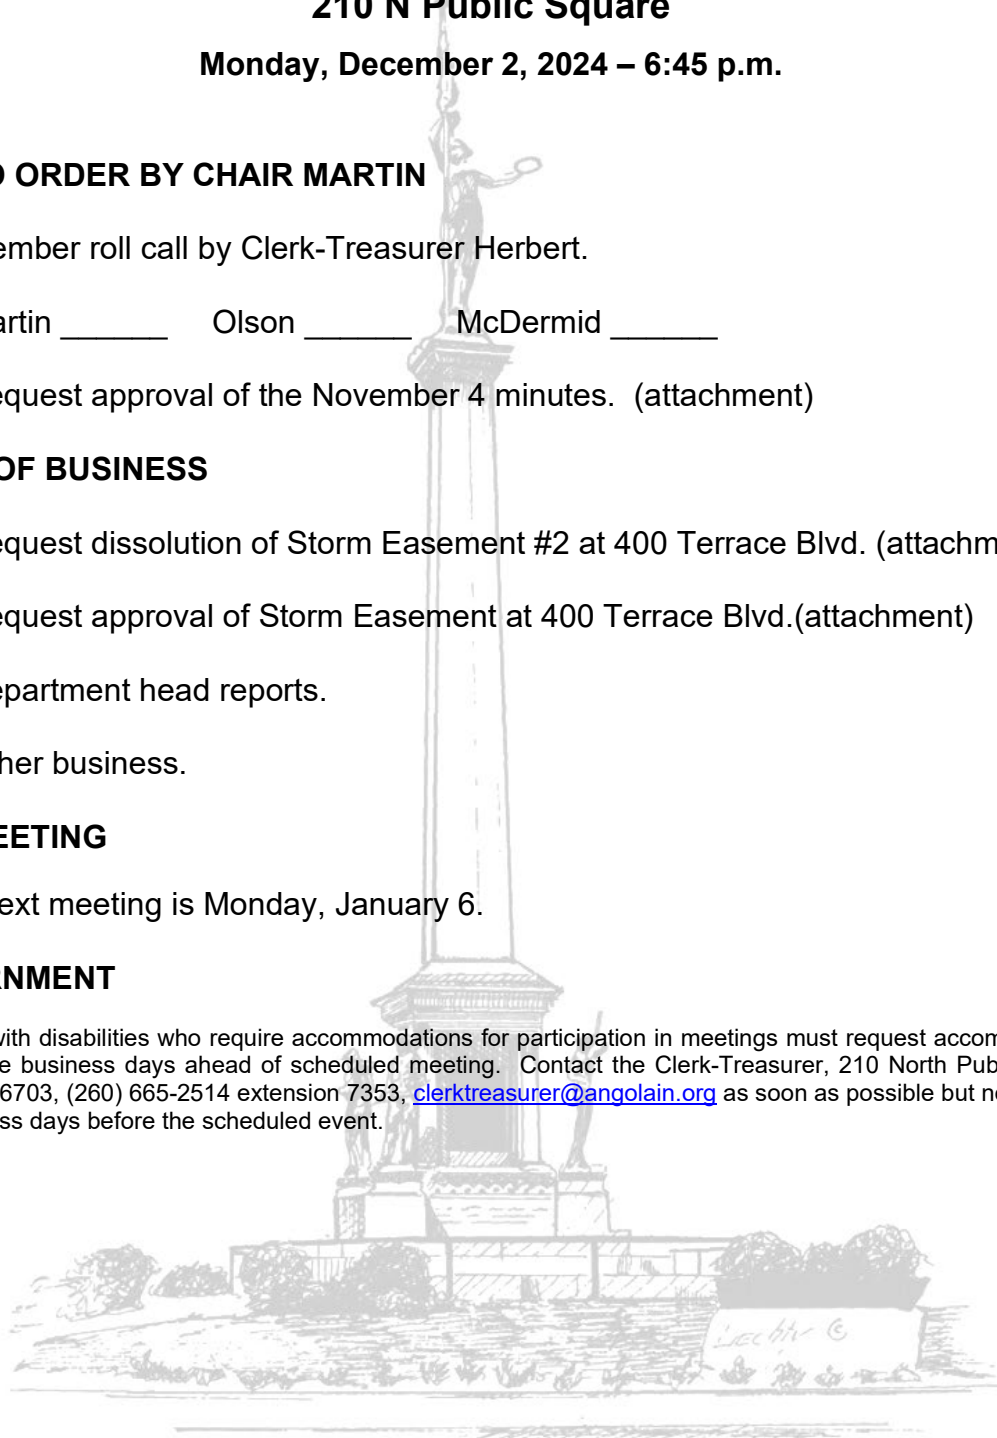 210 N Public Square
Monday, December 2, 2024 – 6:45 p.m.
O ORDER BY CHAIR MARTIN
ember roll call by Clerk-Treasurer Herbert.
artin ______ Olson ______ McDermid ______
equest approval of the November 4 minutes. (attachment)
OF BUSINESS
equest dissolution of Storm Easement #2 at 400 Terrace Blvd. (attachm
equest approval of Storm Easement at 400 Terrace Blvd.(attachment)
epartment head reports.
her business.
EETING
ext meeting is Monday, January 6.
RNMENT
with disabilities who require accommodations for participation in meetings must request accom
e business days ahead of scheduled meeting. Contact the Clerk-Treasurer, 210 North Pub
6703, (260) 665-2514 extension 7353, clerktreasurer@angolain.org as soon as possible but n
ss days before the scheduled event.